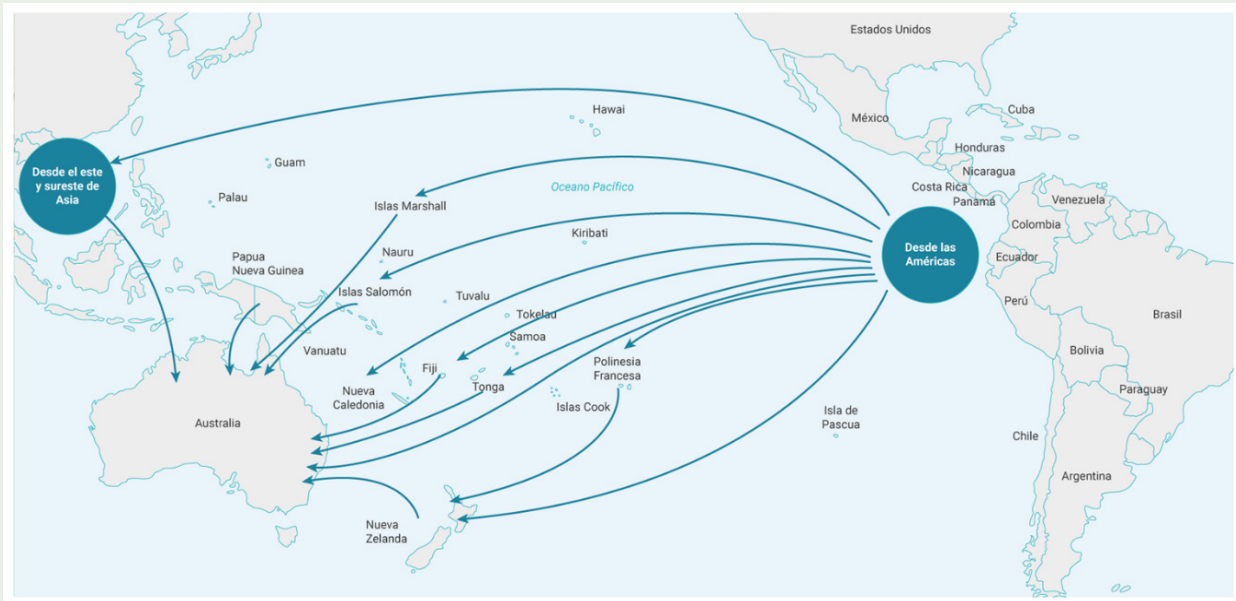 Estados Unidos
Hawai
Cuba
México
Honduras
Desde el este
y sureste de
Asia
Guam
Nicaragua
Océano Pacífico
Costa Rica
Palau
Islas Marshall
Panamá
Venezuela
Colombia
Kiribati
Desde las
Américas
Nauru
Papua
Nueva Guinea
Ecuador
Islas Salomón
Tuvalu
Perú
Tokelad
Brasil
Samoa
Vanuatu
Bolivia
Polinesia
Francesa
Fiji
Tonga
Nueva
Caledonia
Paraguay
Islas Cook
Isla de
Pascua
Australia
Chile
Argentina
Nueva
Zelanda